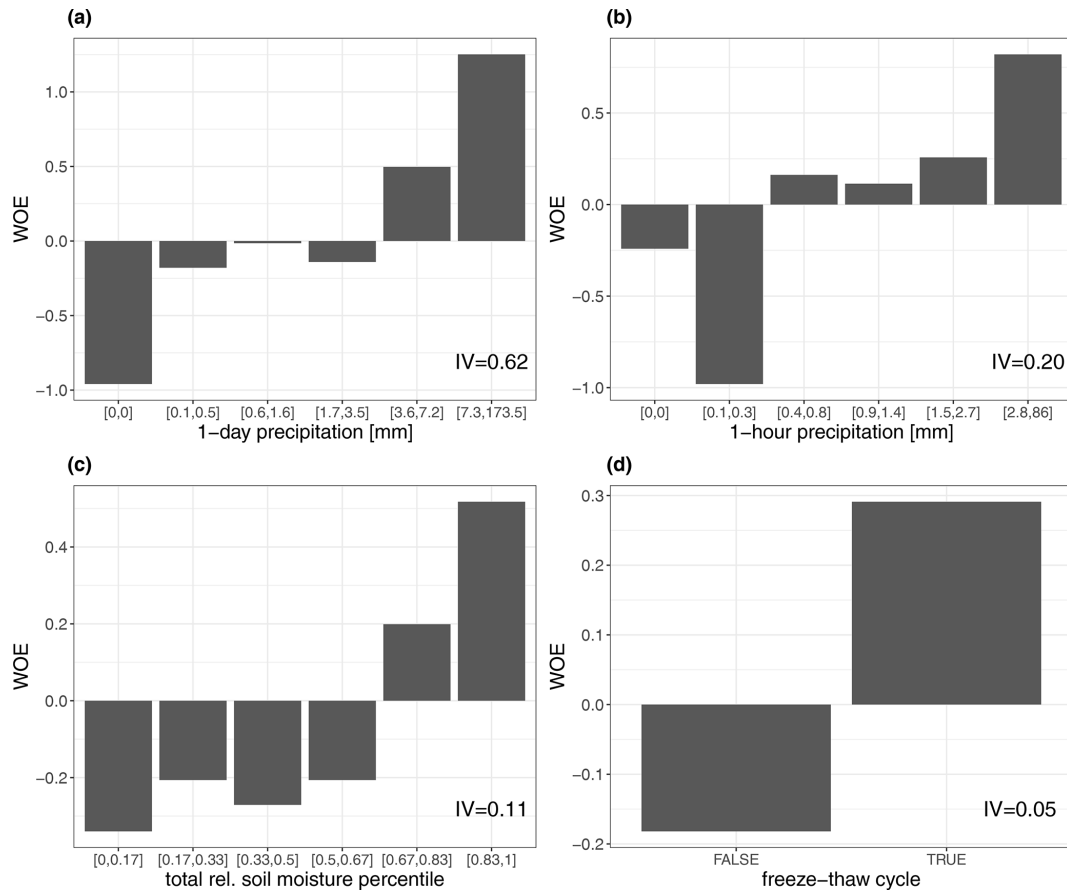 (a)
WOE
1.0
0.5
0.0
−0.5
−1.0
IV=0.62
[0,0] [0.1,0.5] [0.6,1.6] [1.7,3.5] [3.6,7.2] [7.3,173.5]
1−day precipitation [mm]
(b)
WOE
0.5
0.0
−0.5
−1.0
IV=0.20
[0,0] [0.1,0.3] [0.4,0.8] [0.9,1.4] [1.5,2.7] [2.8,86]
1−hour precipitation [mm]
(c)
WOE
0.4
0.2
0.0
−0.2
IV=0.11
[0,0.17] [0.17,0.33] [0.33,0.5] [0.5,0.67] [0.67,0.83] [0.83,1]
total rel. soil moisture percentile
(d)
WOE
0.3
0.2
0.1
0.0
−0.1
−0.2
IV=0.05
FALSE TRUE
freeze−thaw cycle